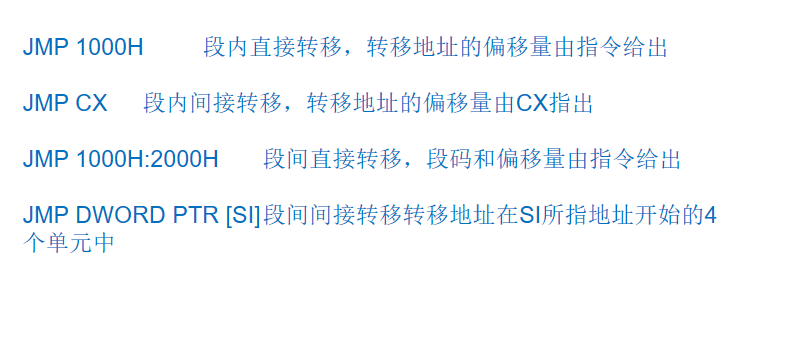 JMP 1000H 段内直接转移，转移地址的偏移量由指令给出
JMP CX 段内间接转移，转移地址的偏移量由CX指出
JMP 1000H:2000H 段间直接转移，段码和偏移量由指令给出
JMP DWORD PTR [SI]段间间接转移转移地址在SI所指地址开始的4
个单元中